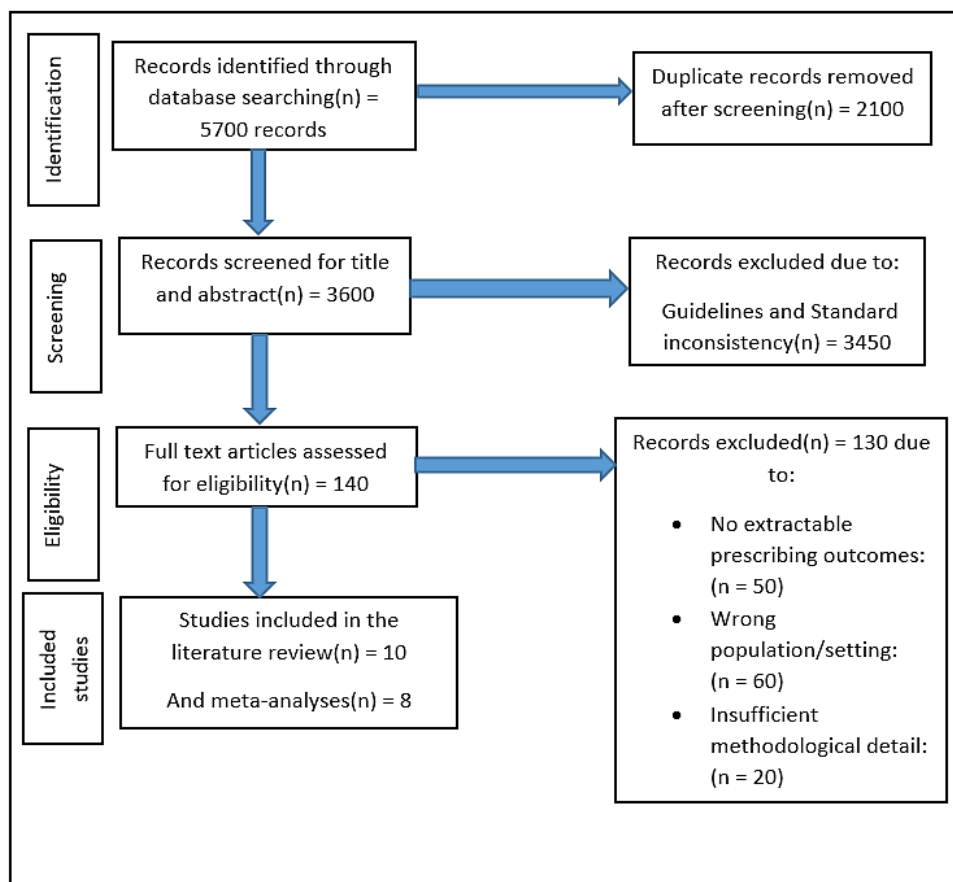 Identification
Records identified through
database searching(n) =
5700 records
Duplicate records removed
after screening(n) = 2100
Screening
Records screened for title
and abstract(n) = 3600
Records excluded due to:
Guidelines and Standard
inconsistency(n) = 3450
Eligibility
Full text articles assessed
for eligibility(n) = 140
Records excluded(n) = 130 due
to:
• No extractable
prescribing outcomes:
(n = 50)
• Wrong
population/setting:
(n = 60)
• Insufficient
methodological detail:
(n = 20)
Included
studies
Studies included in the
literature review(n) = 10
And meta-analyses(n) = 8